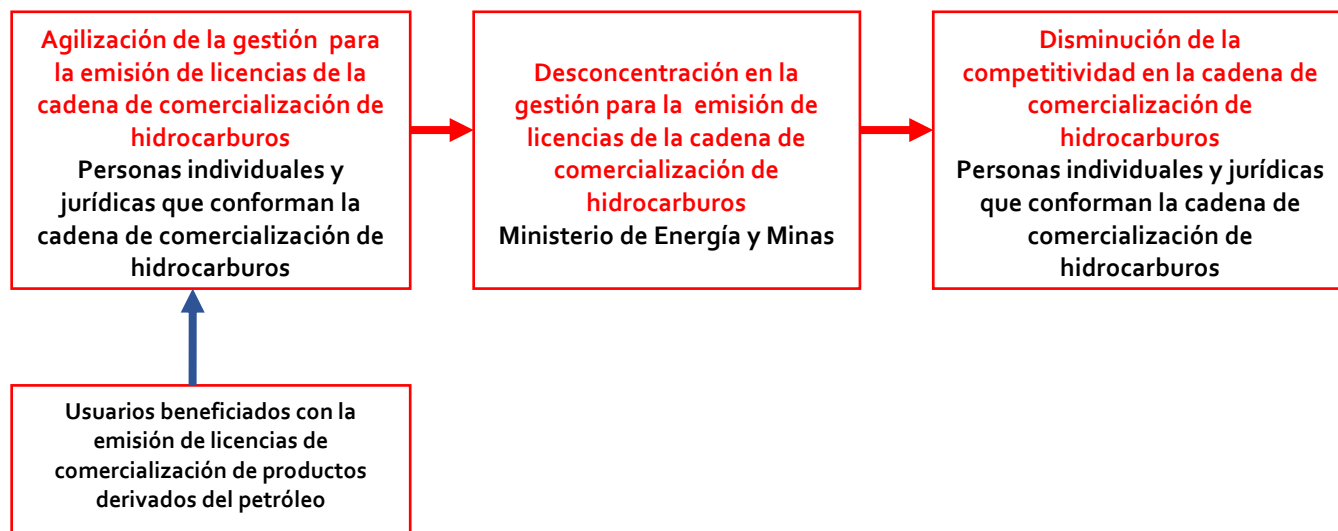 Agilización de la gestión para
la emisión de licencias de la
cadena de comercialización de
hidrocarburos
Personas individuales y
jurídicas que conforman la
cadena de comercialización de
hidrocarburos
Desconcentración en la
gestión para la emisión de
licencias de la cadena de
comercialización de
hidrocarburos
Ministerio de Energía y Minas
Disminución de la
competitividad en la cadena de
comercialización de
hidrocarburos
Personas individuales y jurídicas
que conforman la cadena de
comercialización de
hidrocarburos
Usuarios beneficiados con la
emisión de licencias de
comercialización de productos
derivados del petróleo